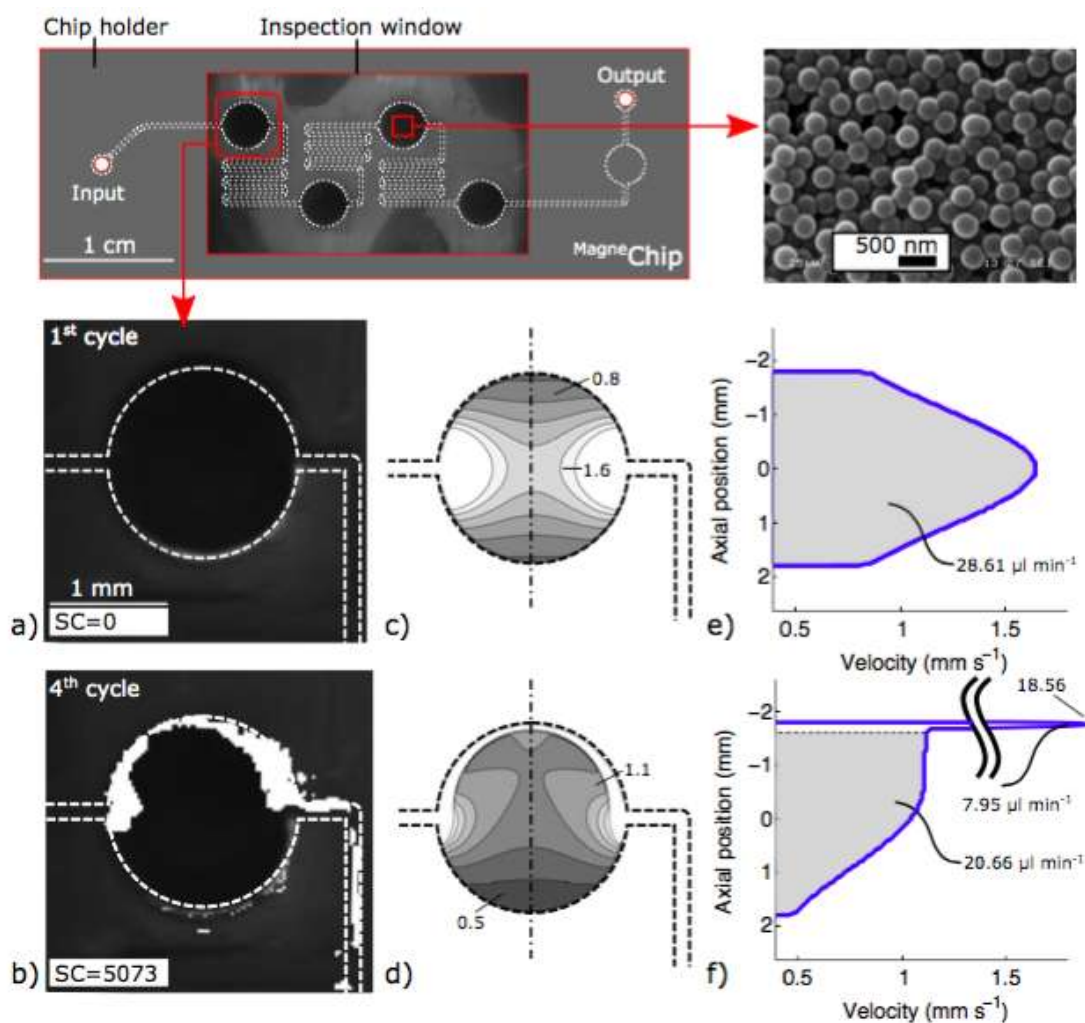 Chip holder
Inspection window
Output
Input
1 cm
MagneChip
500 nm
1st cycle
1 mm
SC=0
a)
0.8
1.6
c)
Axial position (mm)
-2
-1
0
1
2
28.61 µl min⁻¹
0.5
1
1.5
Velocity (mm s⁻¹)
e)
4th cycle
SC=5073
b)
1.1
0.5
d)
18.56
Axial position (mm)
-2
-1
0
1
2
7.95 µl min⁻¹
20.66 µl min⁻¹
0.5
1
1.5
Velocity (mm s⁻¹)
f)